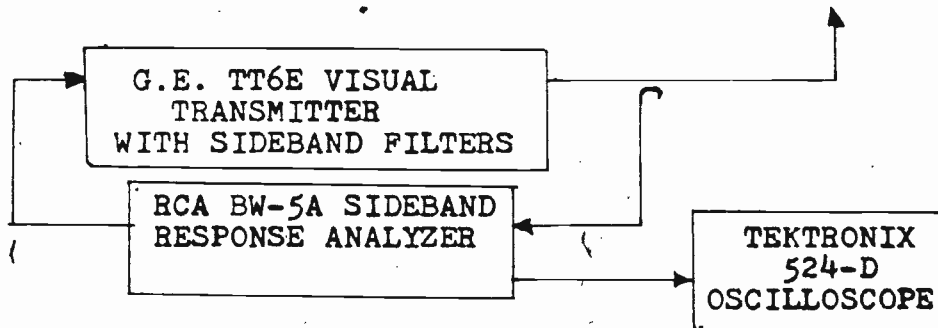 G.E. TT6E VISUAL
TRANSMITTER
WITH SIDEBAND FILTERS
RCA BW-5A SIDEBAND
RESPONSE ANALYZER
TEKTRONIX
524-D
OSCILLOSCOPE